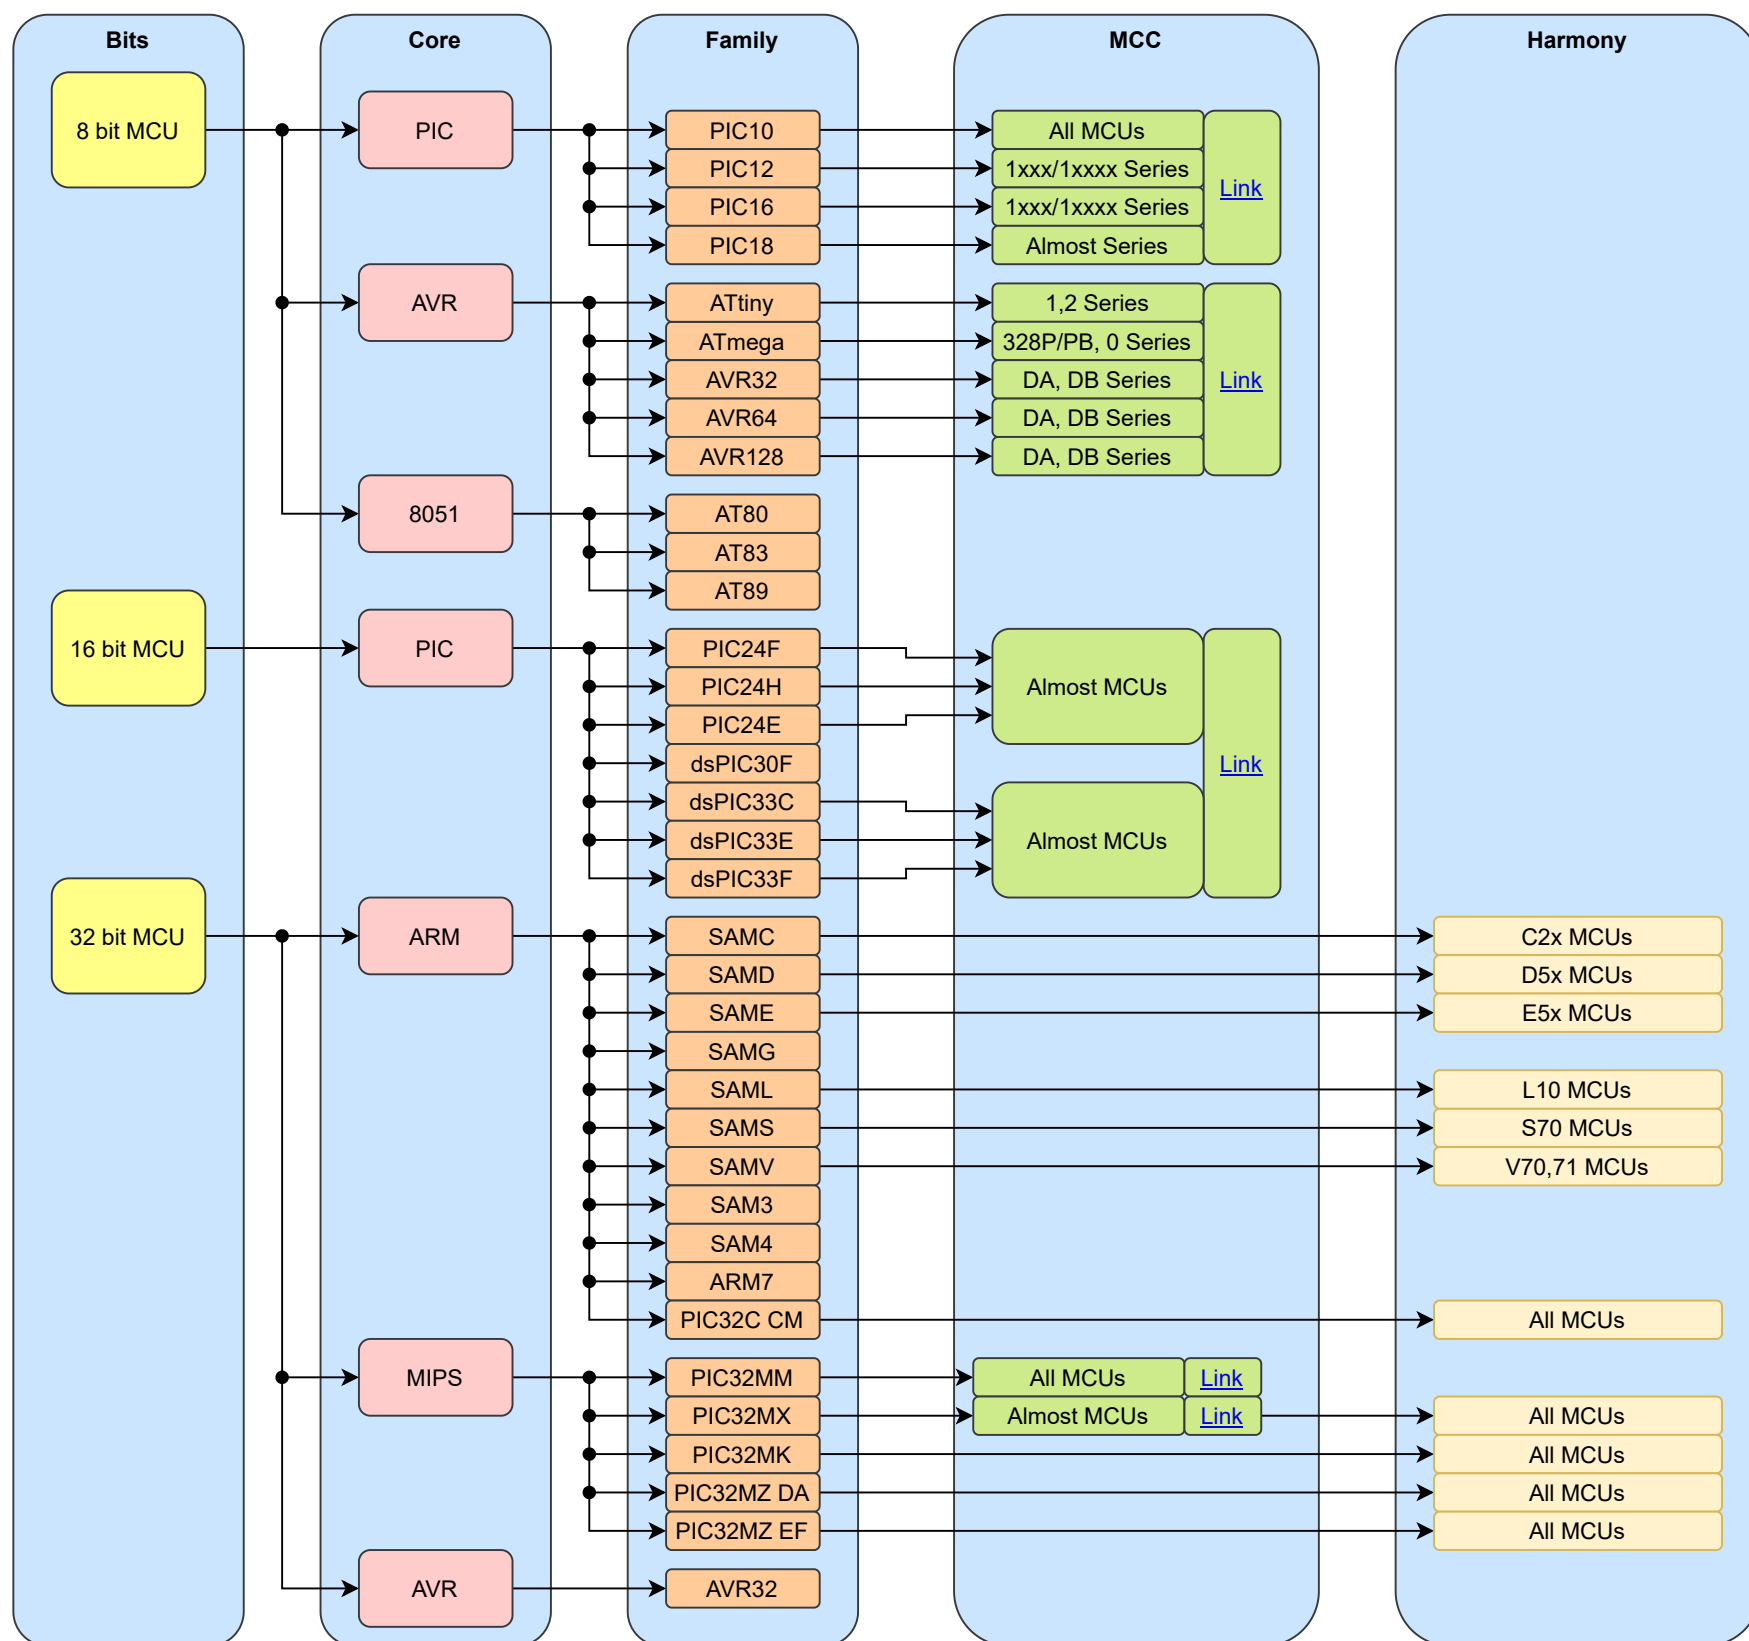 Bits Core Family MCC Harmony
8 bit MCU PIC PIC10 All MCUs
PIC12 1xxx/1xxxx Series Link
PIC16 1xxx/1xxxx Series
PIC18 Almost Series
AVR ATtiny 1,2 Series
ATmega 328P/PB, 0 Series
AVR32 DA, DB Series Link
AVR64 DA, DB Series
AVR128 DA, DB Series
8051 AT80
AT83
AT89
16 bit MCU PIC PIC24F
PIC24H Almost MCUs
PIC24E
dsPIC30F Link
dsPIC33C
dsPIC33E Almost MCUs
dsPIC33F
32 bit MCU ARM SAMC C2x MCUs
SAMD D5x MCUs
SAME E5x MCUs
SAMG
SAML L10 MCUs
SAMS S70 MCUs
SAMV V70,71 MCUs
SAM3
SAM4
ARM7
PIC32C CM All MCUs
MIPS PIC32MM All MCUs Link
PIC32MX Almost MCUs Link All MCUs
PIC32MK All MCUs
PIC32MZ DA All MCUs
PIC32MZ EF All MCUs
AVR AVR32